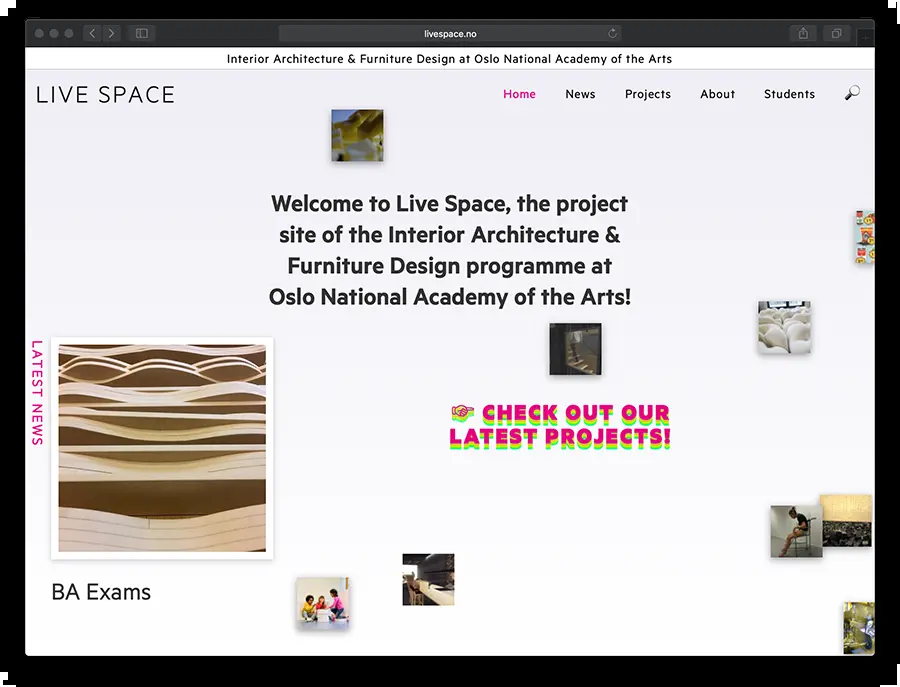 livespace.no
Interior Architecture & Furniture Design at Oslo National Academy of the Arts
LIVE SPACE
Home News Projects About Students
Welcome to Live Space, the project
site of the Interior Architecture &
Furniture Design programme at
Oslo National Academy of the Arts!
LATEST NEWS
👉 CHECK OUT OUR
LATEST PROJECTS!
BA Exams